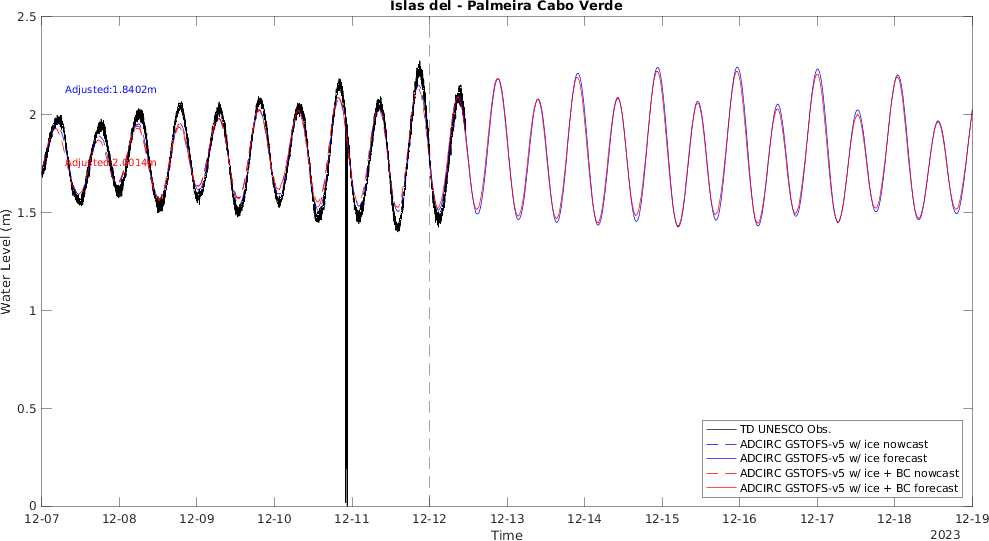 Islas del - Palmeira Cabo Verde
2.5
2
1.5
1
0.5
0
Water Level (m)
Adjusted:1.8402m
Adjusted:2.0014m
TD UNESCO Obs.
ADCIRC GSTOFS-v5 w/ ice nowcast
ADCIRC GSTOFS-v5 w/ ice forecast
ADCIRC GSTOFS-v5 w/ ice + BC nowcast
ADCIRC GSTOFS-v5 w/ ice + BC forecast
12-07 12-08 12-09 12-10 12-11 12-12 12-13 12-14 12-15 12-16 12-17 12-18 12-19
Time
2023